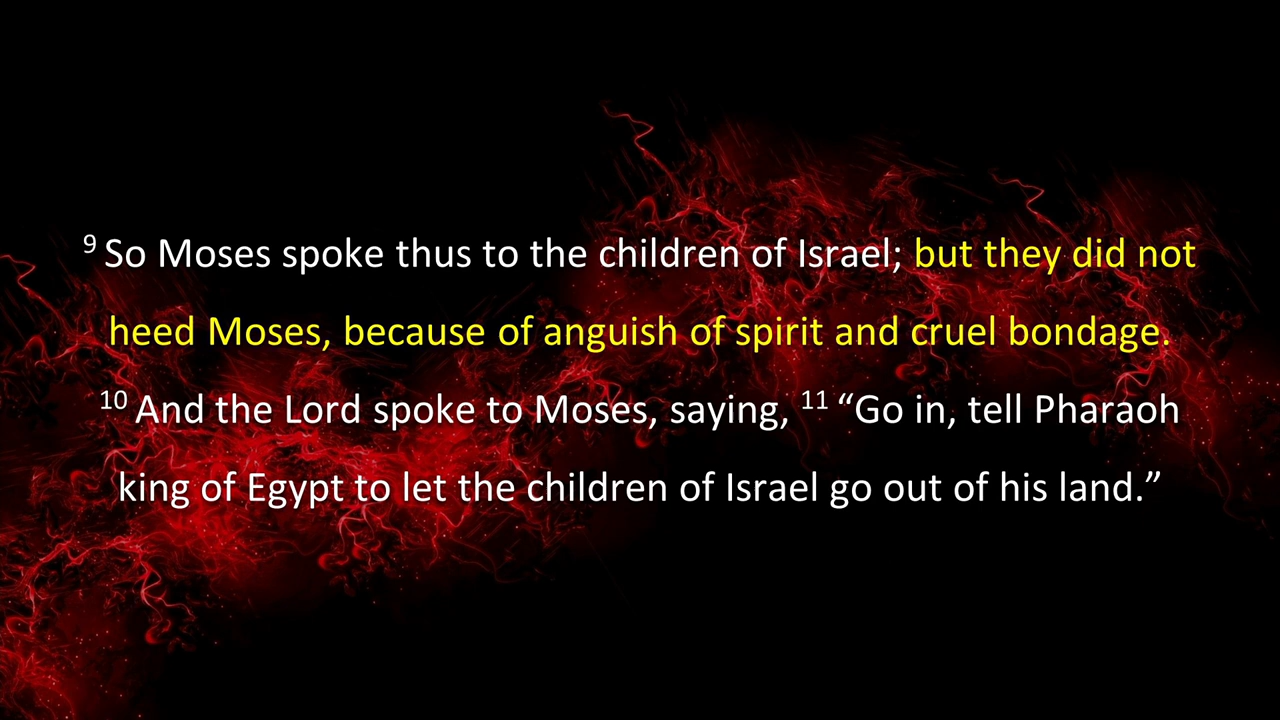 9 So Moses spoke thus to the children of Israel; but they did not
heed Moses, because of anguish of spirit and cruel bondage.
10 And the Lord spoke to Moses, saying, 11 “Go in, tell Pharaoh
king of Egypt to let the children of Israel go out of his land.”